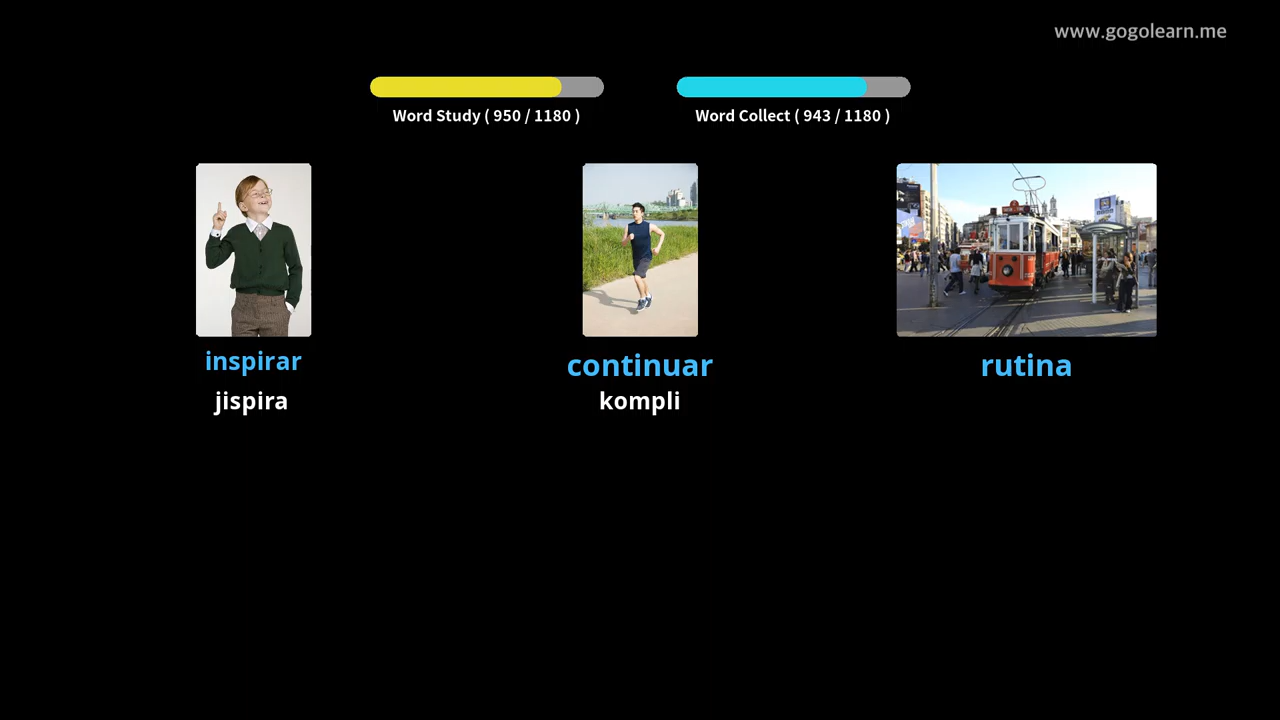 www.gogolearn.me
Word Study ( 950 / 1180 )
Word Collect ( 943 / 1180 )
inspirar
jispira
continuar
kompli
rutina